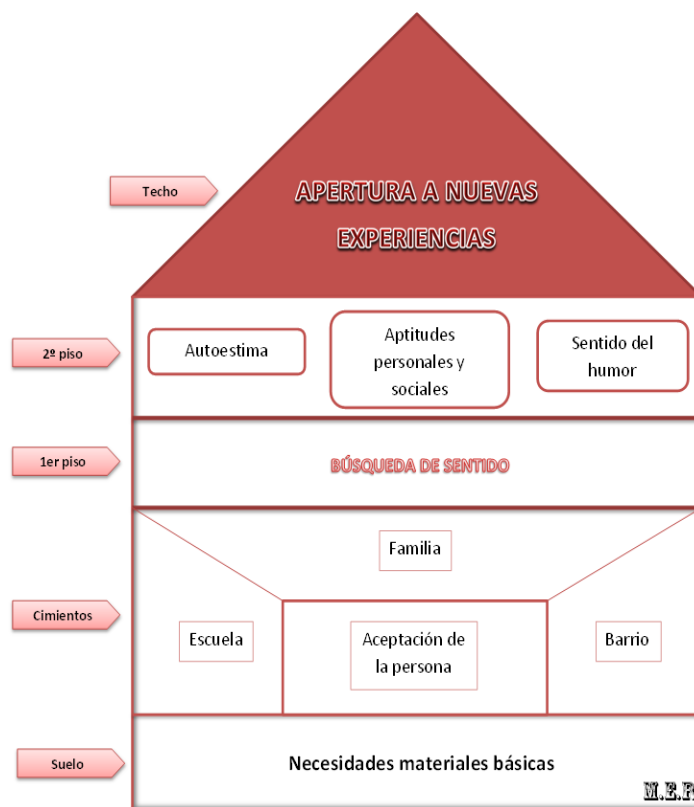 Techo
APERTURA A NUEVAS
EXPERIENCIAS
2º piso
Autoestima
Aptitudes
personales y
sociales
Sentido del
humor
1er piso
BÚSQUEDA DE SENTIDO
Familia
Cimientos
Escuela
Aceptación de
la persona
Barrio
Suelo
Necesidades materiales básicas